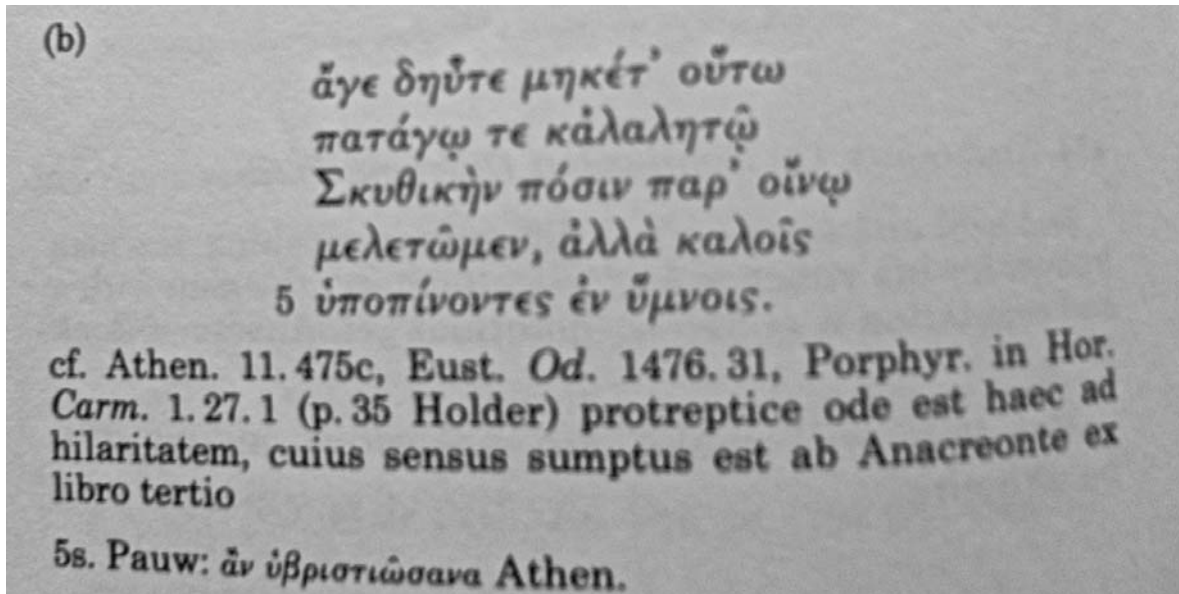 (b)
ἄγε δηὖτε μηκέτ’ οὕτω
πατάγῳ τε κἀλαλητῷ
Σκυθικὴν πόσιν παρ’ οἴνῳ
μελετῶμεν, ἀλλὰ καλοῖς
5 ὑποπίνοντες ἐν ὕμνοις.
cf. Athen. 11. 475c, Eust. Od. 1476. 31, Porphyr. in Hor.
Carm. 1. 27. 1 (p. 35 Holder) protreptice ode est haec ad
hilaritatem, cuius sensus sumptus est ab Anacreonte ex
libro tertio
5s. Pauw: ἂν ὑβριστιῶσανα Athen.